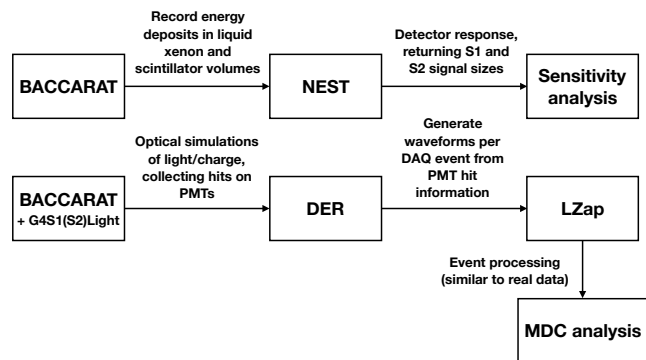 Record energy
deposits in liquid
xenon and
scintillator volumes
Detector response,
returning S1 and
S2 signal sizes
BACCARAT
NEST
Sensitivity
analysis
Optical simulations
of light/charge,
collecting hits on
PMTs
Generate
waveforms per
DAQ event from
PMT hit
information
BACCARAT
+ G4S1(S2)Light
DER
LZap
Event processing
(similar to real data)
MDC analysis